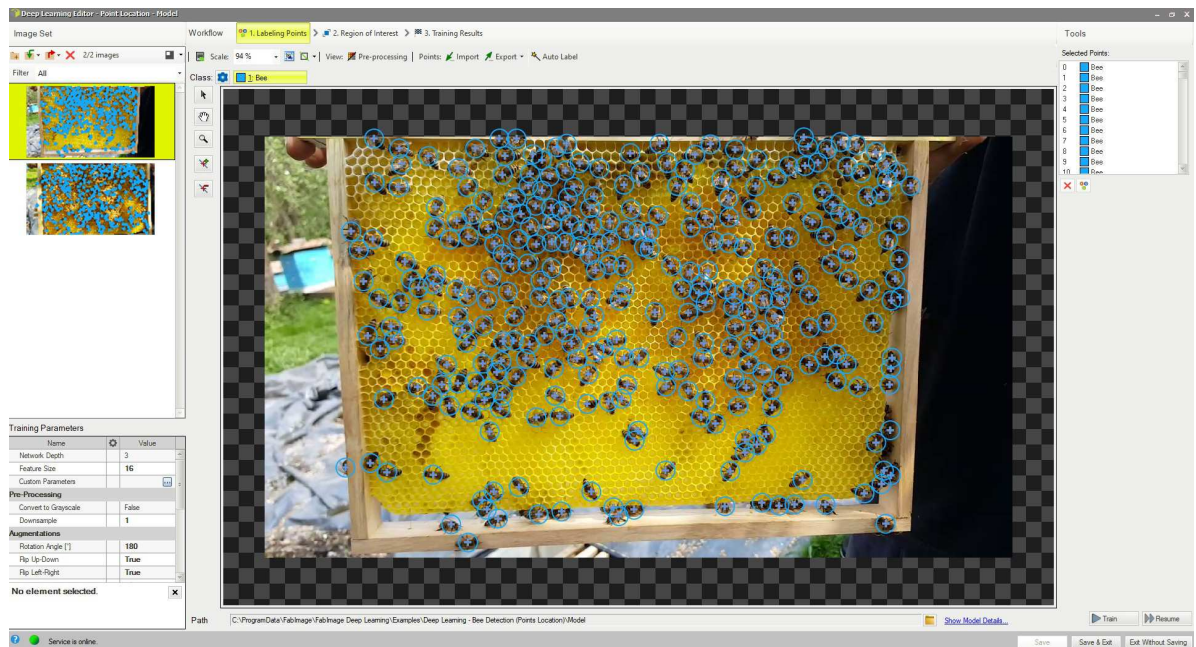 Deep Learning Editor - Point Location - Model
Image Set
Workflow
1. Labeling Points
2. Region of Interest
3. Training Results
Tools
2/2 images
Scale: 94 %
View:
Pre-processing
Points:
Import
Export
Auto Label
Selected Points:
Filter All
Class:
1: Bee
0 Bee
1 Bee
2 Bee
3 Bee
4 Bee
5 Bee
6 Bee
7 Bee
8 Bee
9 Bee
10 Bee
Training Parameters
Name Value
Network Depth 3
Feature Size 16
Custom Parameters ...
Pre-Processing
Convert to Grayscale False
Downsample 1
Augmentations
Rotation Angle [°] 180
Flip Up-Down True
Flip Left-Right True
No element selected.
Path
C:\ProgramData\FabImage\FabImage Deep Learning\Examples\Deep Learning - Bee Detection (Points Location)\Model
Show Model Details...
Train
Resume
Service is online.
Save
Save & Exit
Exit Without Saving